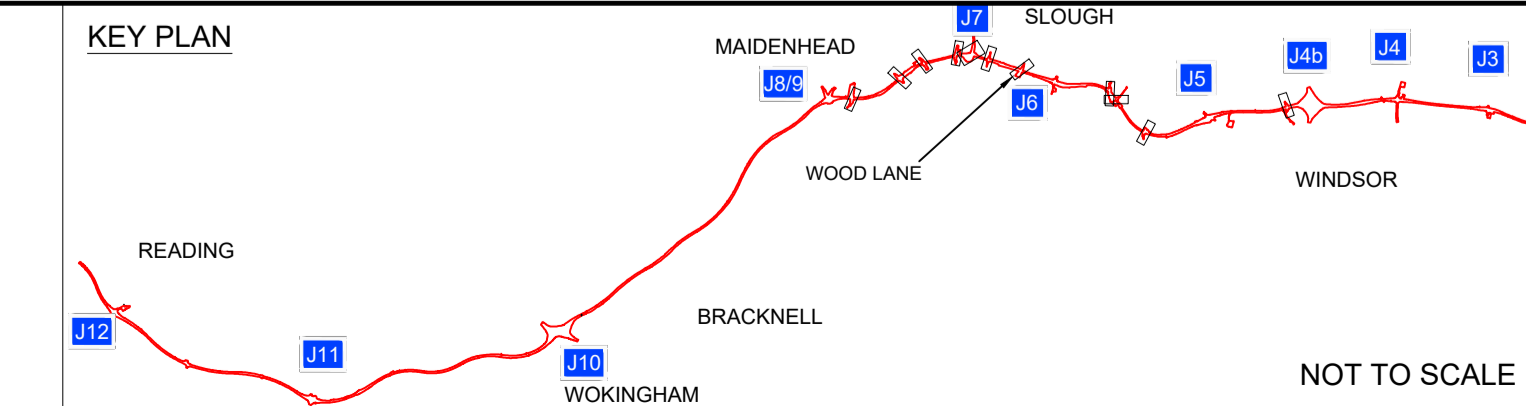 KEY PLAN
J7
SLOUGH
MAIDENHEAD
J4b
J4
J3
J8/9
J5
J6
WOOD LANE
WINDSOR
READING
BRACKNELL
J12
J11
J10
WOKINGHAM
NOT TO SCALE